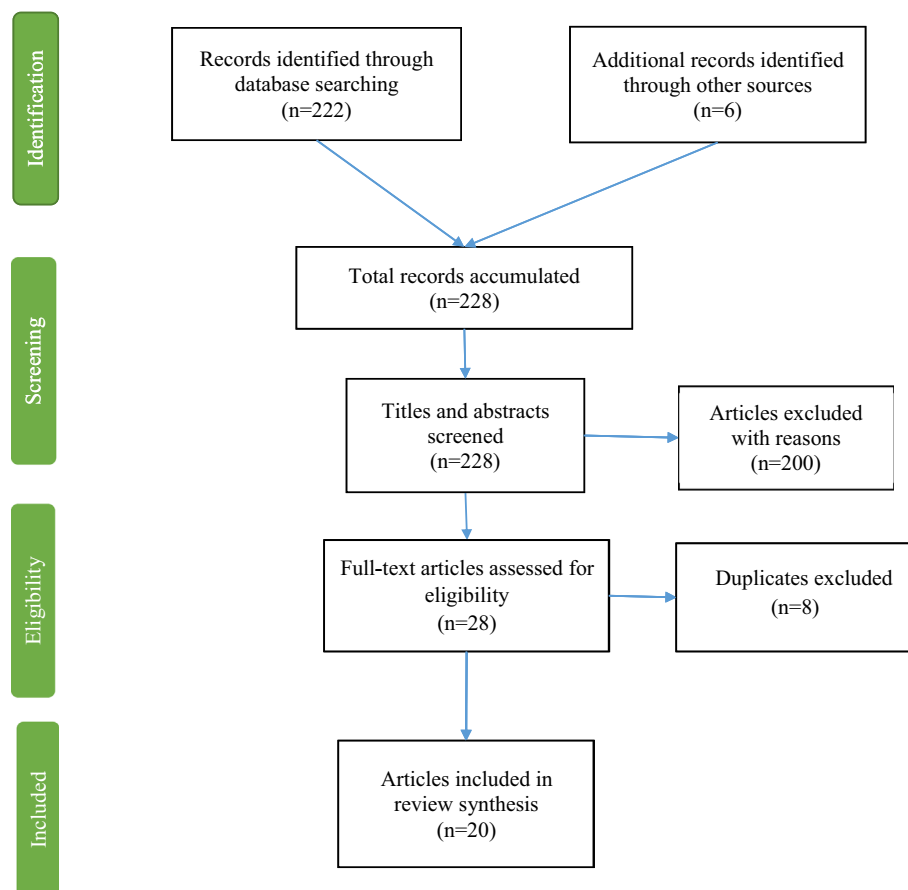 Identification
Records identified through
database searching
(n=222)
Additional records identified
through other sources
(n=6)
Screening
Total records accumulated
(n=228)
Titles and abstracts
screened
(n=228)
Articles excluded
with reasons
(n=200)
Eligibility
Full-text articles assessed for
eligibility
(n=28)
Duplicates excluded
(n=8)
Included
Articles included in
review synthesis
(n=20)